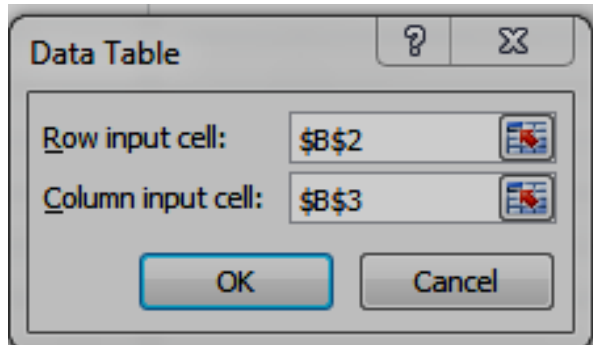 Data Table
Row input cell: $B$2
Column input cell: $B$3
OK Cancel